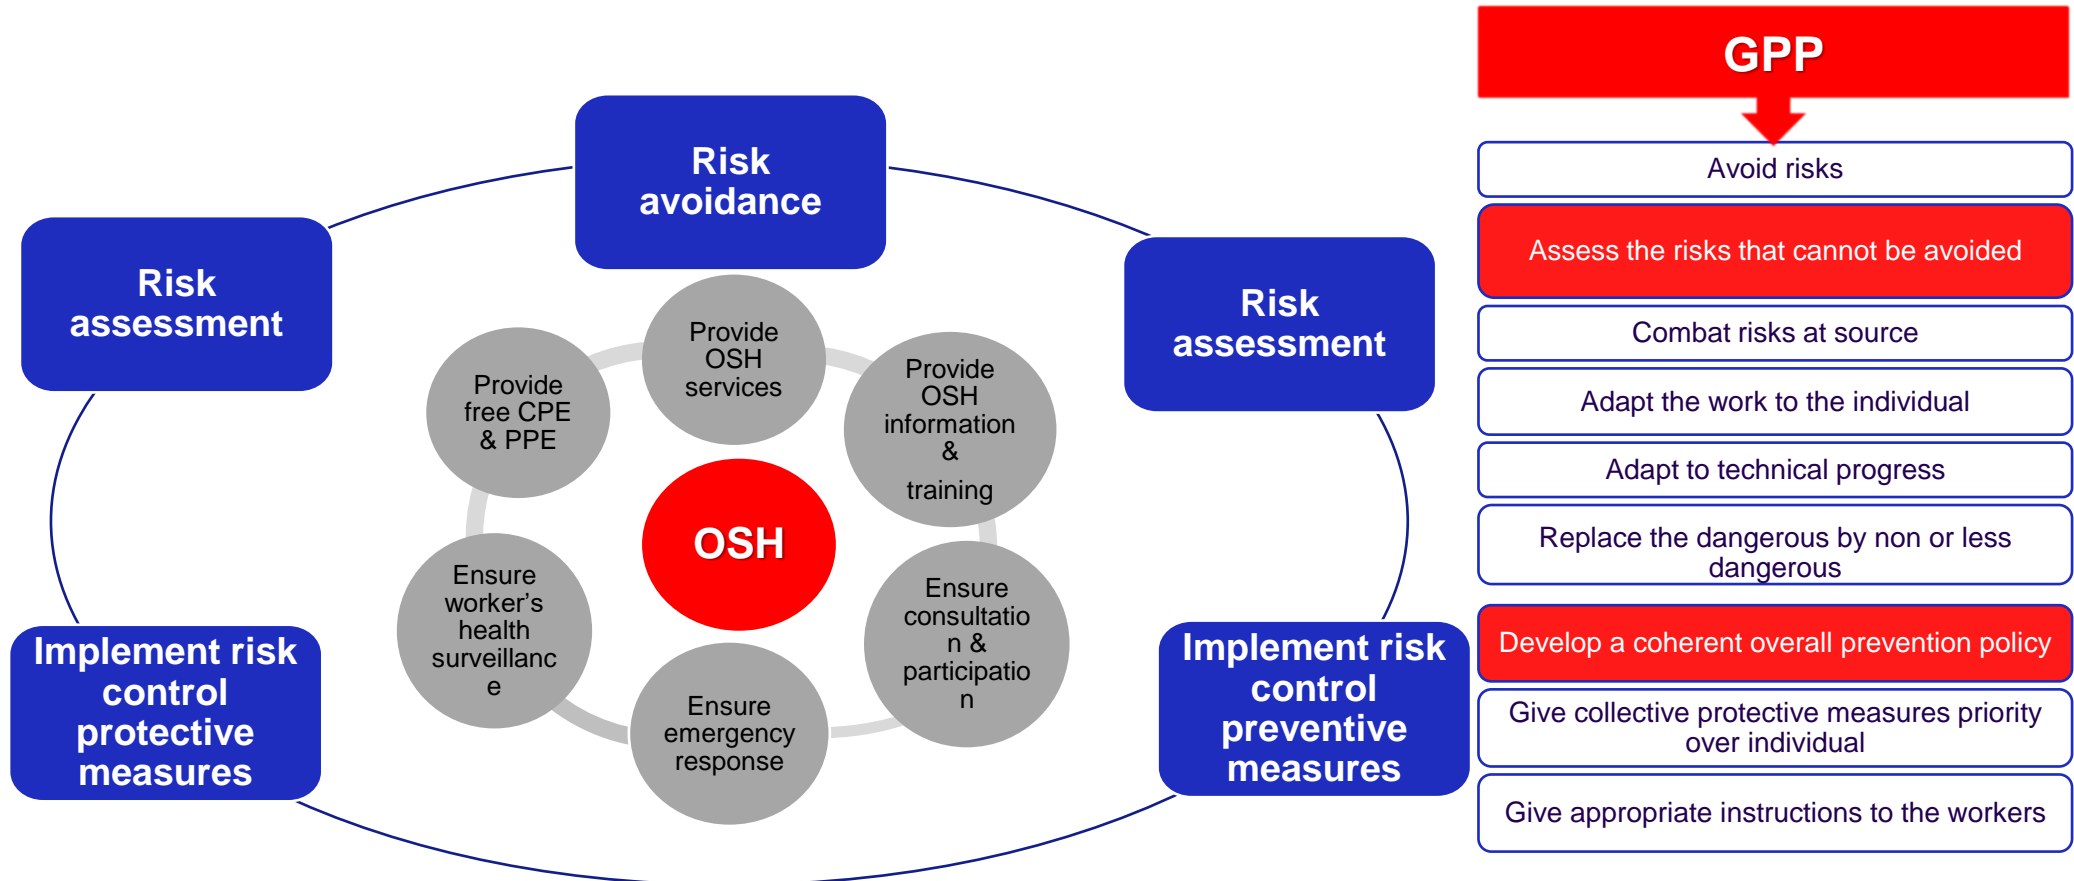 GPP
Risk
avoidance
Risk
assessment
Risk
assessment
Implement risk
control
protective
measures
Implement risk
control
preventive
measures
Provide
OSH
services
Provide
OSH
information
&
training
Provide
free CPE
& PPE
OSH
Ensure
worker’s
health
surveillanc
e
Ensure
consultatio
n &
participatio
n
Ensure
emergency
response
Avoid risks
Assess the risks that cannot be avoided
Combat risks at source
Adapt the work to the individual
Adapt to technical progress
Replace the dangerous by non or less
dangerous
Develop a coherent overall prevention policy
Give collective protective measures priority
over individual
Give appropriate instructions to the workers